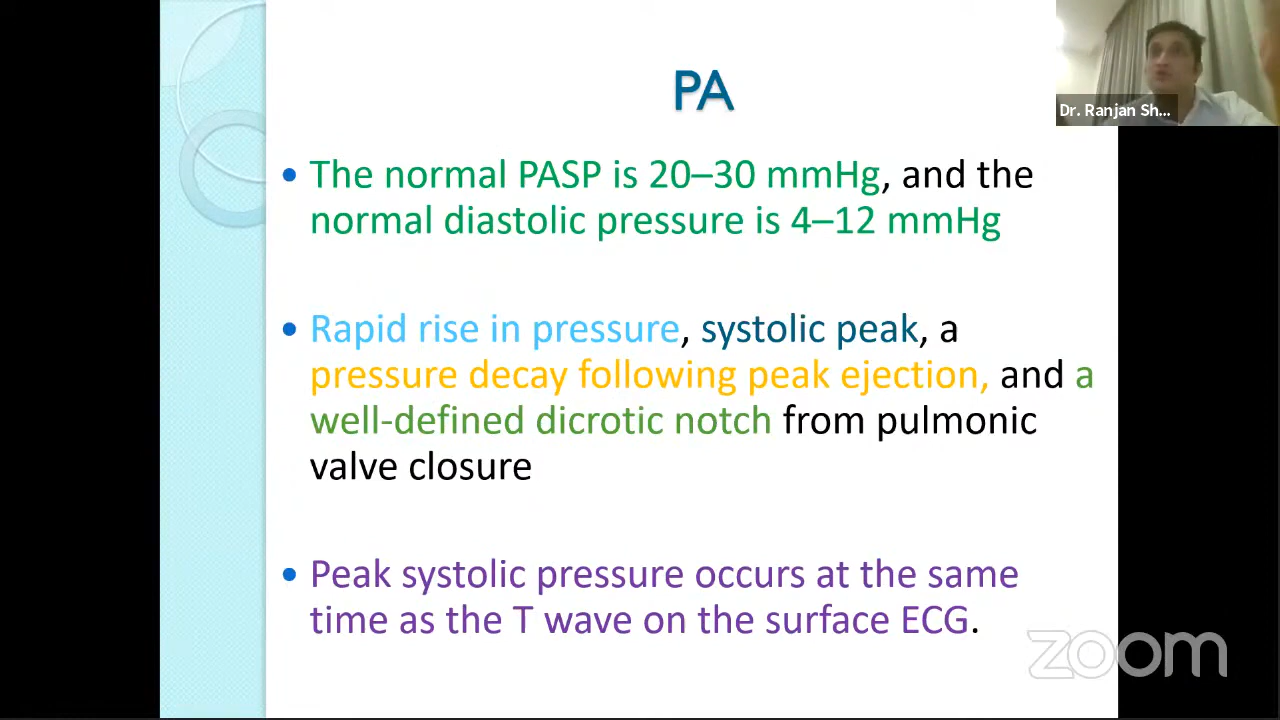 PA
Dr. Ranjan Sh...
• The normal PASP is 20–30 mmHg, and the
normal diastolic pressure is 4–12 mmHg
• Rapid rise in pressure, systolic peak, a
pressure decay following peak ejection, and a
well-defined dicrotic notch from pulmonic
valve closure
• Peak systolic pressure occurs at the same
time as the T wave on the surface ECG.
zoom